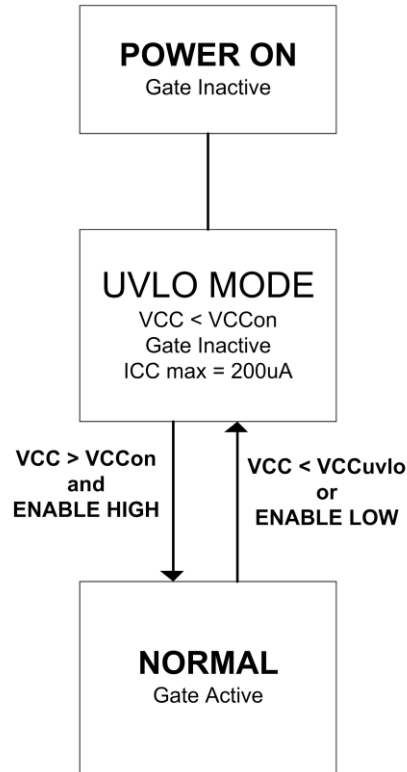 POWER ON
Gate Inactive
UVLO MODE
VCC < VCCon
Gate Inactive
ICC max = 200uA
VCC > VCCon
and
ENABLE HIGH
VCC < VCCuvlo
or
ENABLE LOW
NORMAL
Gate Active